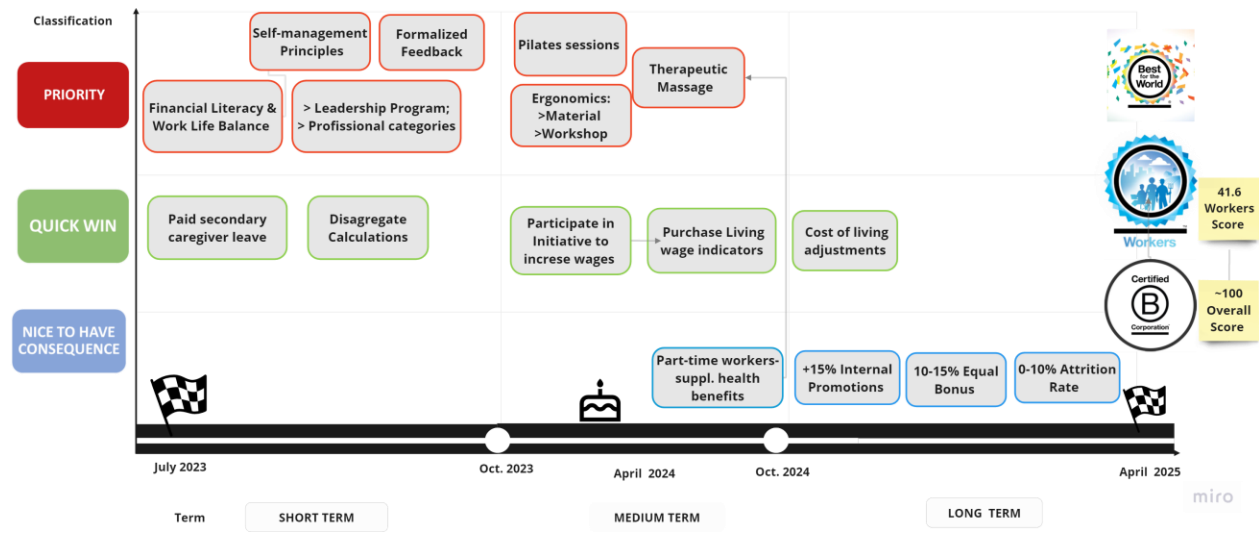 Classification
PRIORITY
Self-management
Principles
Formalized
Feedback
Pilates sessions
Therapeutic
Massage
Financial Literacy &
Work Life Balance
> Leadership Program;
> Profissional categories
Ergonomics:
>Material
>Workshop
Best
for the
World
QUICK WIN
Paid secondary
caregiver leave
Disagregate
Calculations
Participate in
Initiative to
increse wages
Purchase Living
wage indicators
Cost of living
adjustments
Workers
41.6
Workers
Score
NICE TO HAVE
CONSEQUENCE
Part-time workers-
suppl. health
benefits
+15% Internal
Promotions
10-15% Equal
Bonus
0-10% Attrition
Rate
Certified
B
Corporation
~100
Overall
Score
July 2023
Oct. 2023
April 2024
Oct. 2024
April 2025
Term
SHORT TERM
MEDIUM TERM
LONG TERM
miro